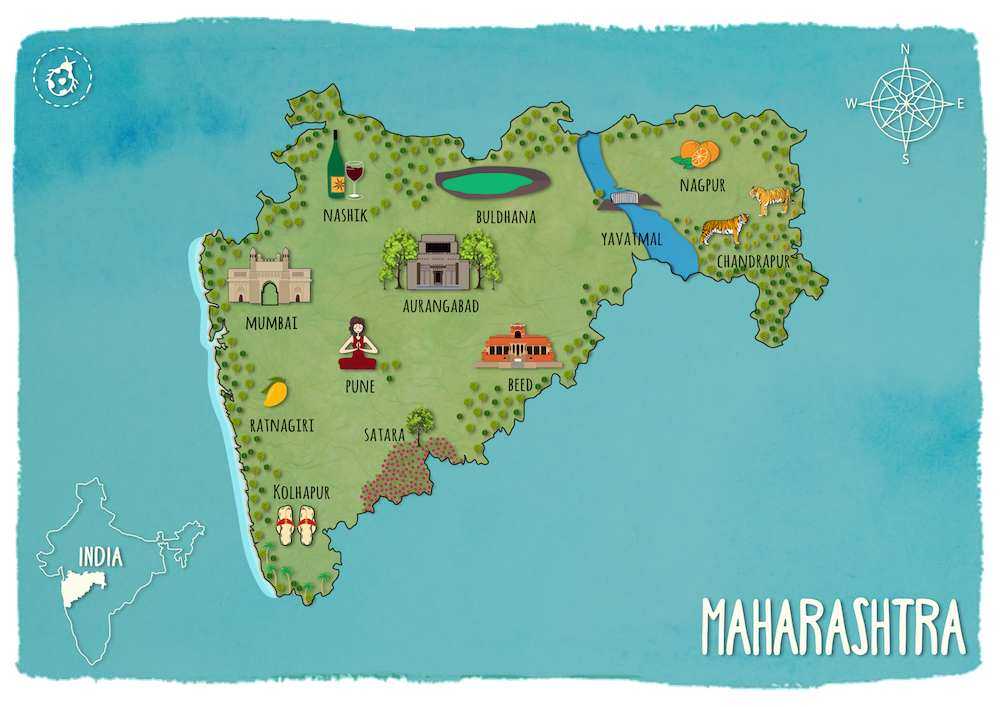 N
W E
S
NAGPUR
NASHIK
BULDHANA
YAVATMAL
CHANDRAPUR
AURANGABAD
MUMBAI
PUNE
BEED
RATNAGIRI
SATARA
KOLHAPUR
INDIA
MAHARASHTRA